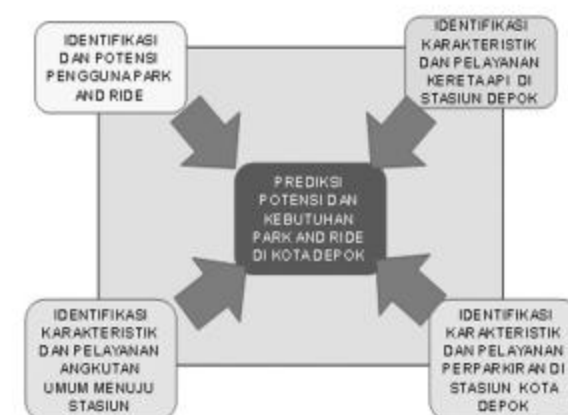 IDENTIFIKASI
DAN POTENSI
PENGGUNA PARK
AND RIDE
IDENTIFIKASI
KARAKTERISTIK
DAN PELAYANAN
KERETA API DI
STASIUN DEPOK
PREDIKSI
POTENSI DAN
KEBUTUHAN
PARK AND RIDE
DI KOTA DEPOK
IDENTIFIKASI
KARAKTERISTIK
DAN PELAYANAN
ANGKUTAN
UMUM MENUJU
STASIUN
IDENTIFIKASI
KARAKTERISTIK
DAN PELAYANAN
PERPARKIRAN DI
STASIUN KOTA
DEPOK